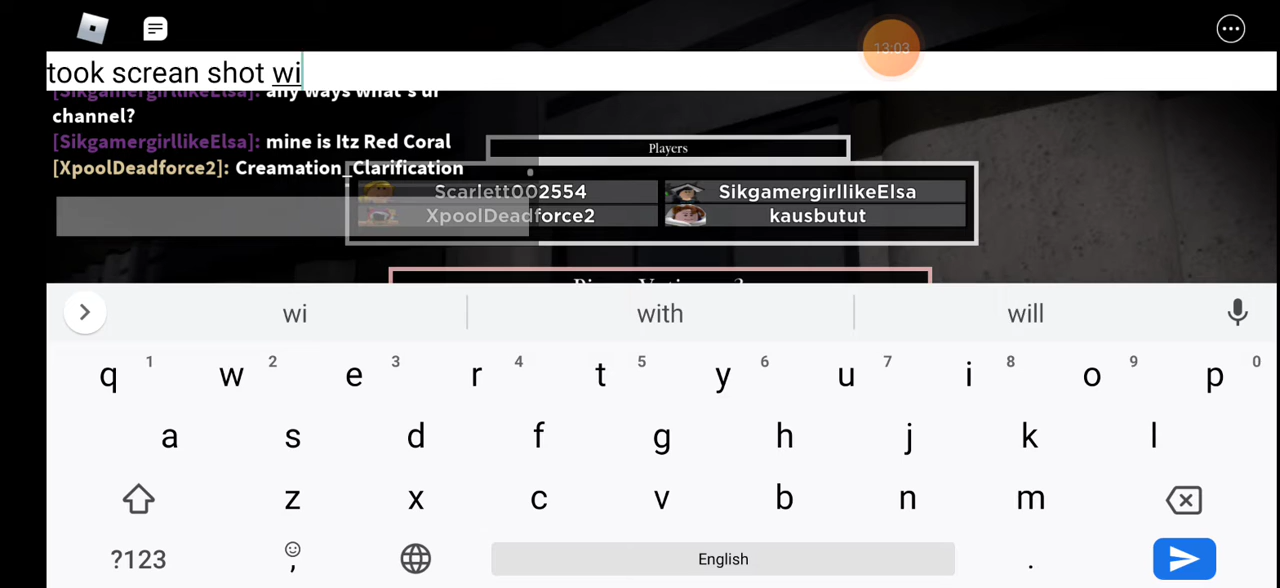 13:03
took screan shot wi
[SikgamergirllikeElsa]: any ways what's ur
channel?
[SikgamergirllikeElsa]: mine is Itz Red Coral
[XpoolDeadforce2]: Creamation_Clarification
Players
Scarlett002554 SikgamergirllikeElsa
XpoolDeadforce2 kausbutut
wi with will
q 1 w 2 e 3 r 4 t 5 y 6 u 7 i 8 o 9 p 0
a s d f g h j k l
z x c v b n m
?123 , English .